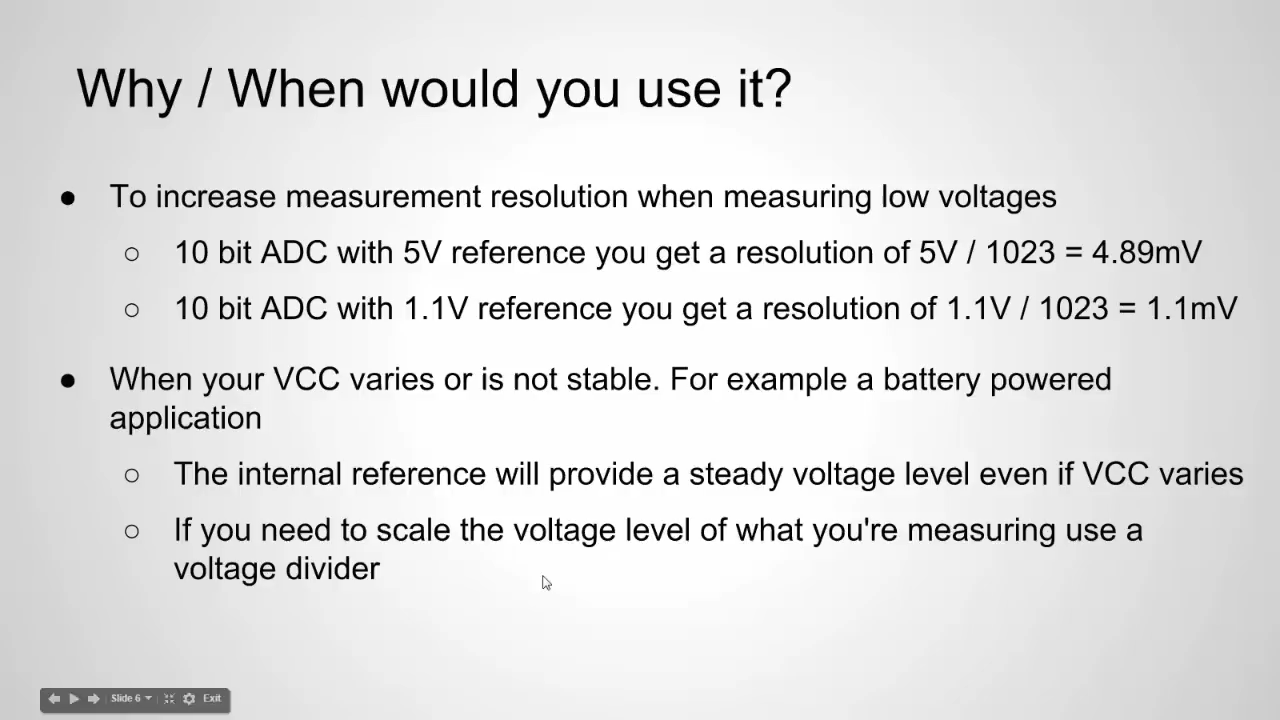 Why / When would you use it?
● To increase measurement resolution when measuring low voltages
○ 10 bit ADC with 5V reference you get a resolution of 5V / 1023 = 4.89mV
○ 10 bit ADC with 1.1V reference you get a resolution of 1.1V / 1023 = 1.1mV
● When your VCC varies or is not stable. For example a battery powered
application
○ The internal reference will provide a steady voltage level even if VCC varies
○ If you need to scale the voltage level of what you're measuring use a
voltage divider
Slide 6 Exit